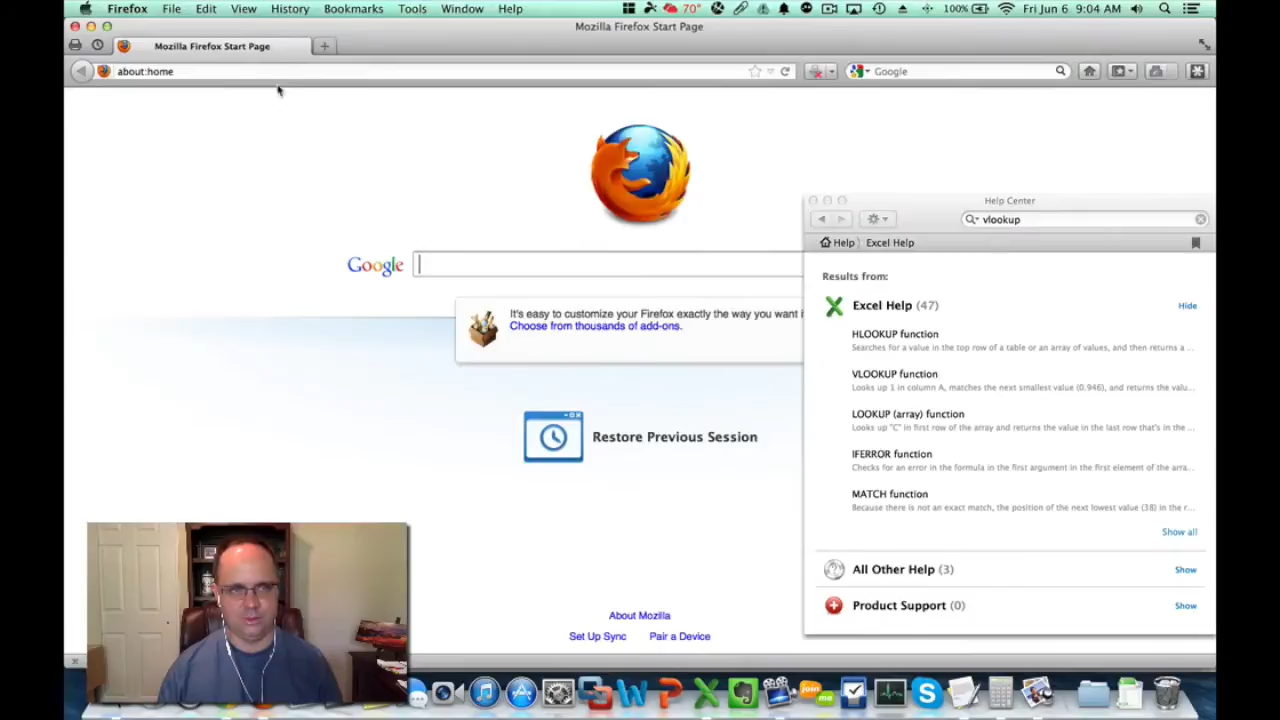 Firefox File Edit View History Bookmarks Tools Window Help 70° 100% Fri Jun 6 9:04 AM
Mozilla Firefox Start Page
Mozilla Firefox Start Page
about:home
Google
Google
Help Center
vlookup
Help
Excel Help
It's easy to customize your Firefox exactly the way you want i
Choose from thousands of add-ons.
Restore Previous Session
Results from:
Excel Help (47)
Hide
HLOOKUP function
Searches for a value in the top row of a table or an array of values, and then returns a ...
VLOOKUP function
Looks up 1 in column A, matches the next smallest value (0.946), and returns the valu...
LOOKUP (array) function
Looks up "C" in first row of the array and returns the value in the last row that's in the ...
IFERROR function
Checks for an error in the formula in the first argument in the first element of the arra...
MATCH function
Because there is not an exact match, the position of the next lowest value (38) in the r...
Show all
All Other Help (3)
Show
Product Support (0)
Show
About Mozilla
Set Up Sync
Pair a Device
join
me